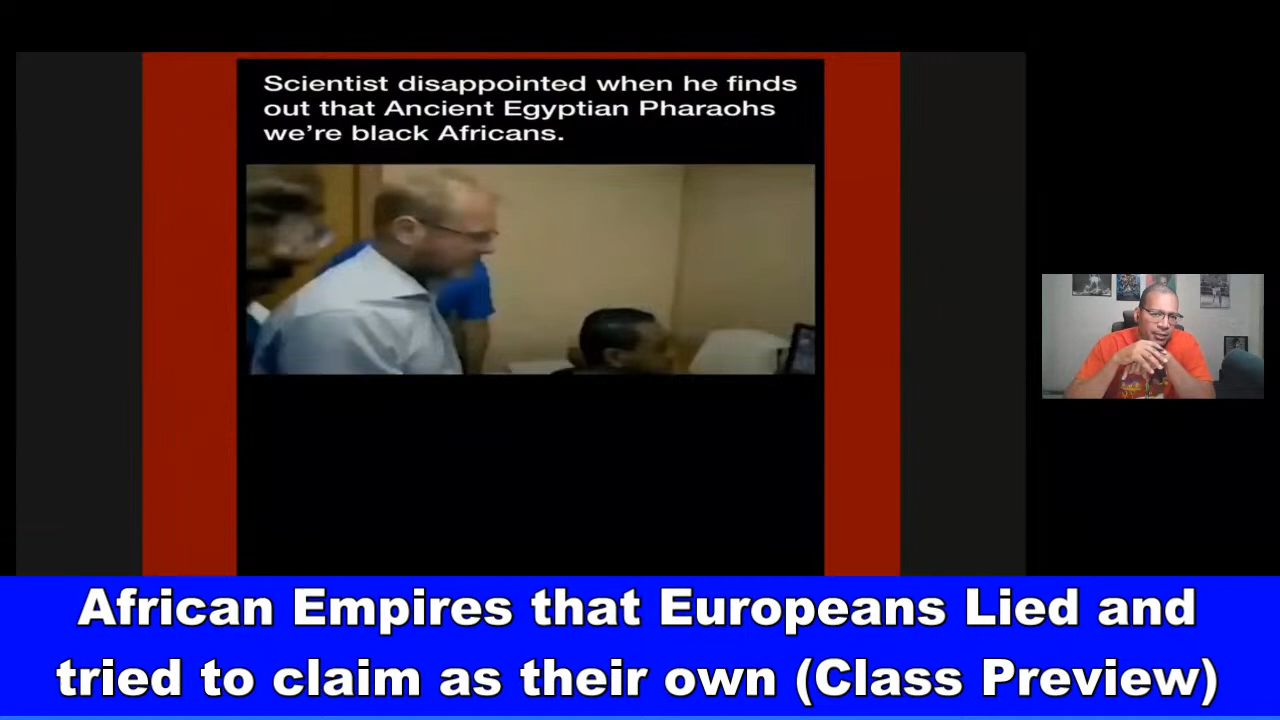 Scientist disappointed when he finds
out that Ancient Egyptian Pharaohs
we're black Africans.
African Empires that Europeans Lied and
tried to claim as their own (Class Preview)